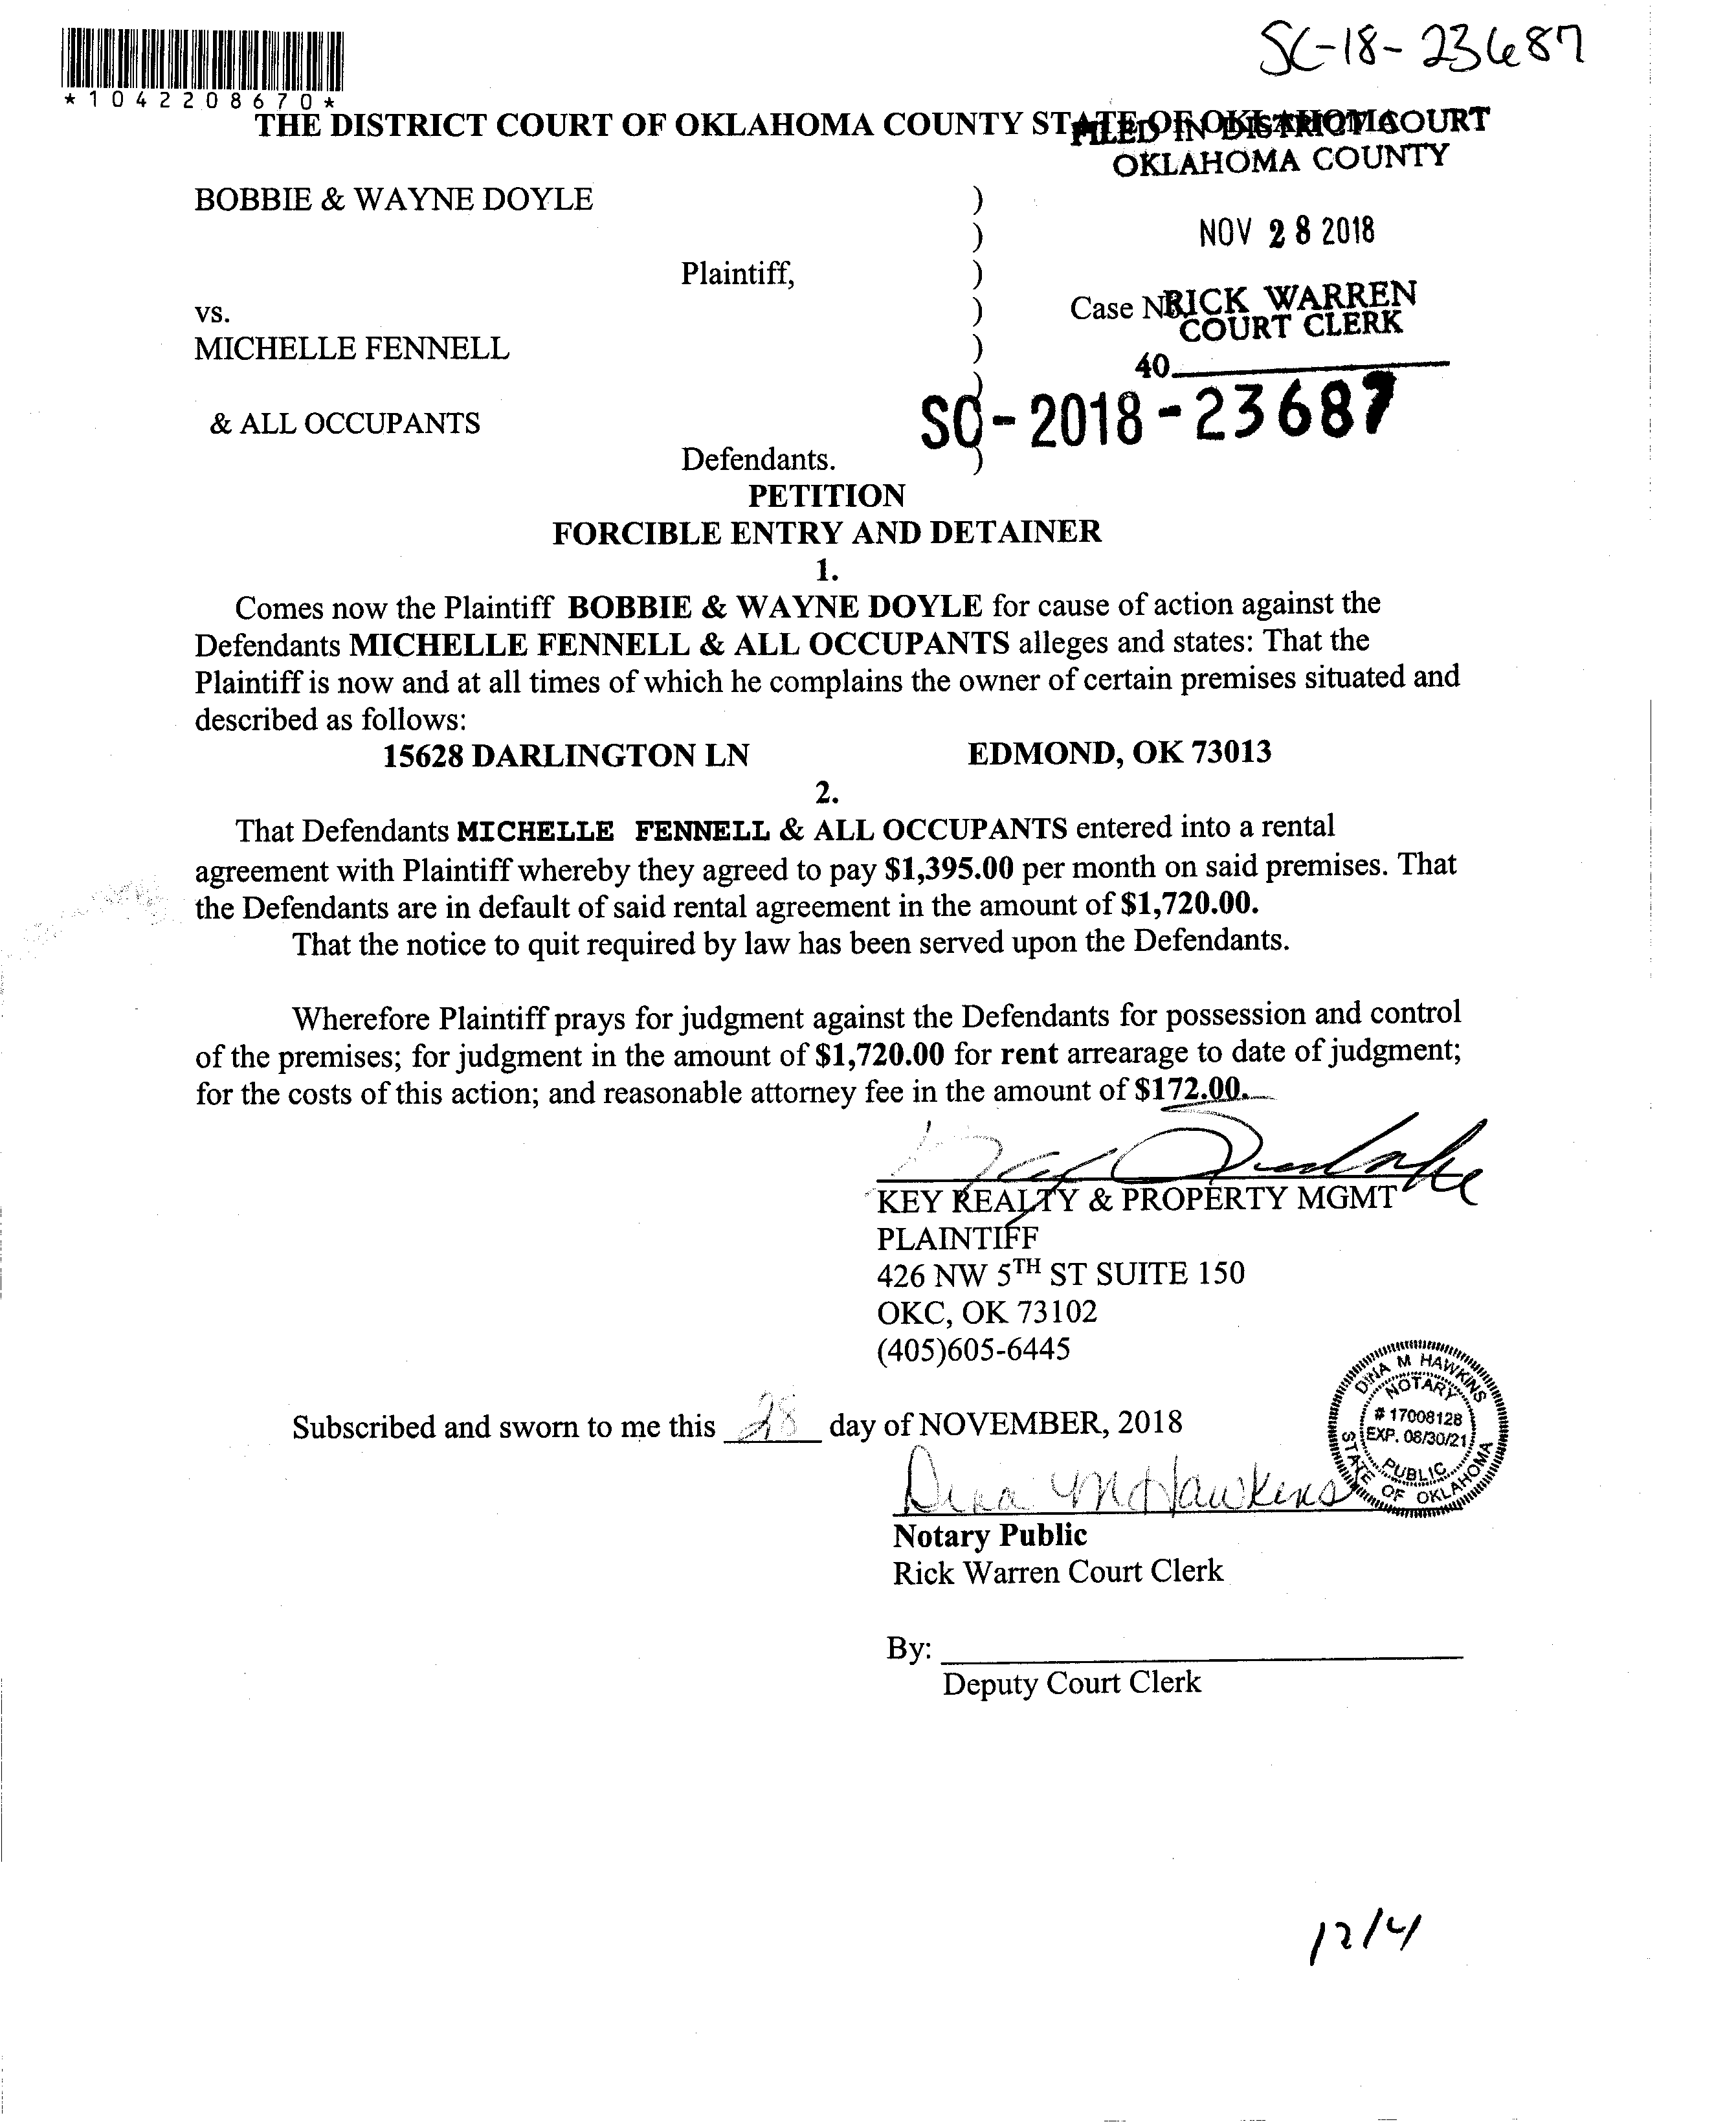 SC-18-23687
*1042208670*
THE DISTRICT COURT OF OKLAHOMA COUNTY STATE OF OKLAHOMA
FILED IN DISTRICT COURT
OKLAHOMA COUNTY
BOBBIE & WAYNE DOYLE )
)
NOV 28 2018
Plaintiff, )
vs. ) Case N
RICK WARREN
COURT CLERK
MICHELLE FENNELL )
40
)
& ALL OCCUPANTS
SC-2018-23687
Defendants. )
PETITION
FORCIBLE ENTRY AND DETAINER
1.
Comes now the Plaintiff BOBBIE & WAYNE DOYLE for cause of action against the
Defendants MICHELLE FENNELL & ALL OCCUPANTS alleges and states: That the
Plaintiff is now and at all times of which he complains the owner of certain premises situated and
described as follows:
15628 DARLINGTON LN EDMOND, OK 73013
2.
That Defendants MICHELLE FENNELL & ALL OCCUPANTS entered into a rental
agreement with Plaintiff whereby they agreed to pay $1,395.00 per month on said premises. That
the Defendants are in default of said rental agreement in the amount of $1,720.00.
That the notice to quit required by law has been served upon the Defendants.
Wherefore Plaintiff prays for judgment against the Defendants for possession and control
of the premises; for judgment in the amount of $1,720.00 for rent arrearage to date of judgment;
for the costs of this action; and reasonable attorney fee in the amount of $172.00.
KEY REALTY & PROPERTY MGMT
PLAINTIFF
426 NW 5TH ST SUITE 150
OKC, OK 73102
(405)605-6445
DINA M HAWKINS
NOTARY
# 17008128
EXP. 08/30/21
PUBLIC
STATE OF OKLAHOMA
Subscribed and sworn to me this 28 day of NOVEMBER, 2018
Dina M Hawkins
Notary Public
Rick Warren Court Clerk
By:
Deputy Court Clerk
12/4